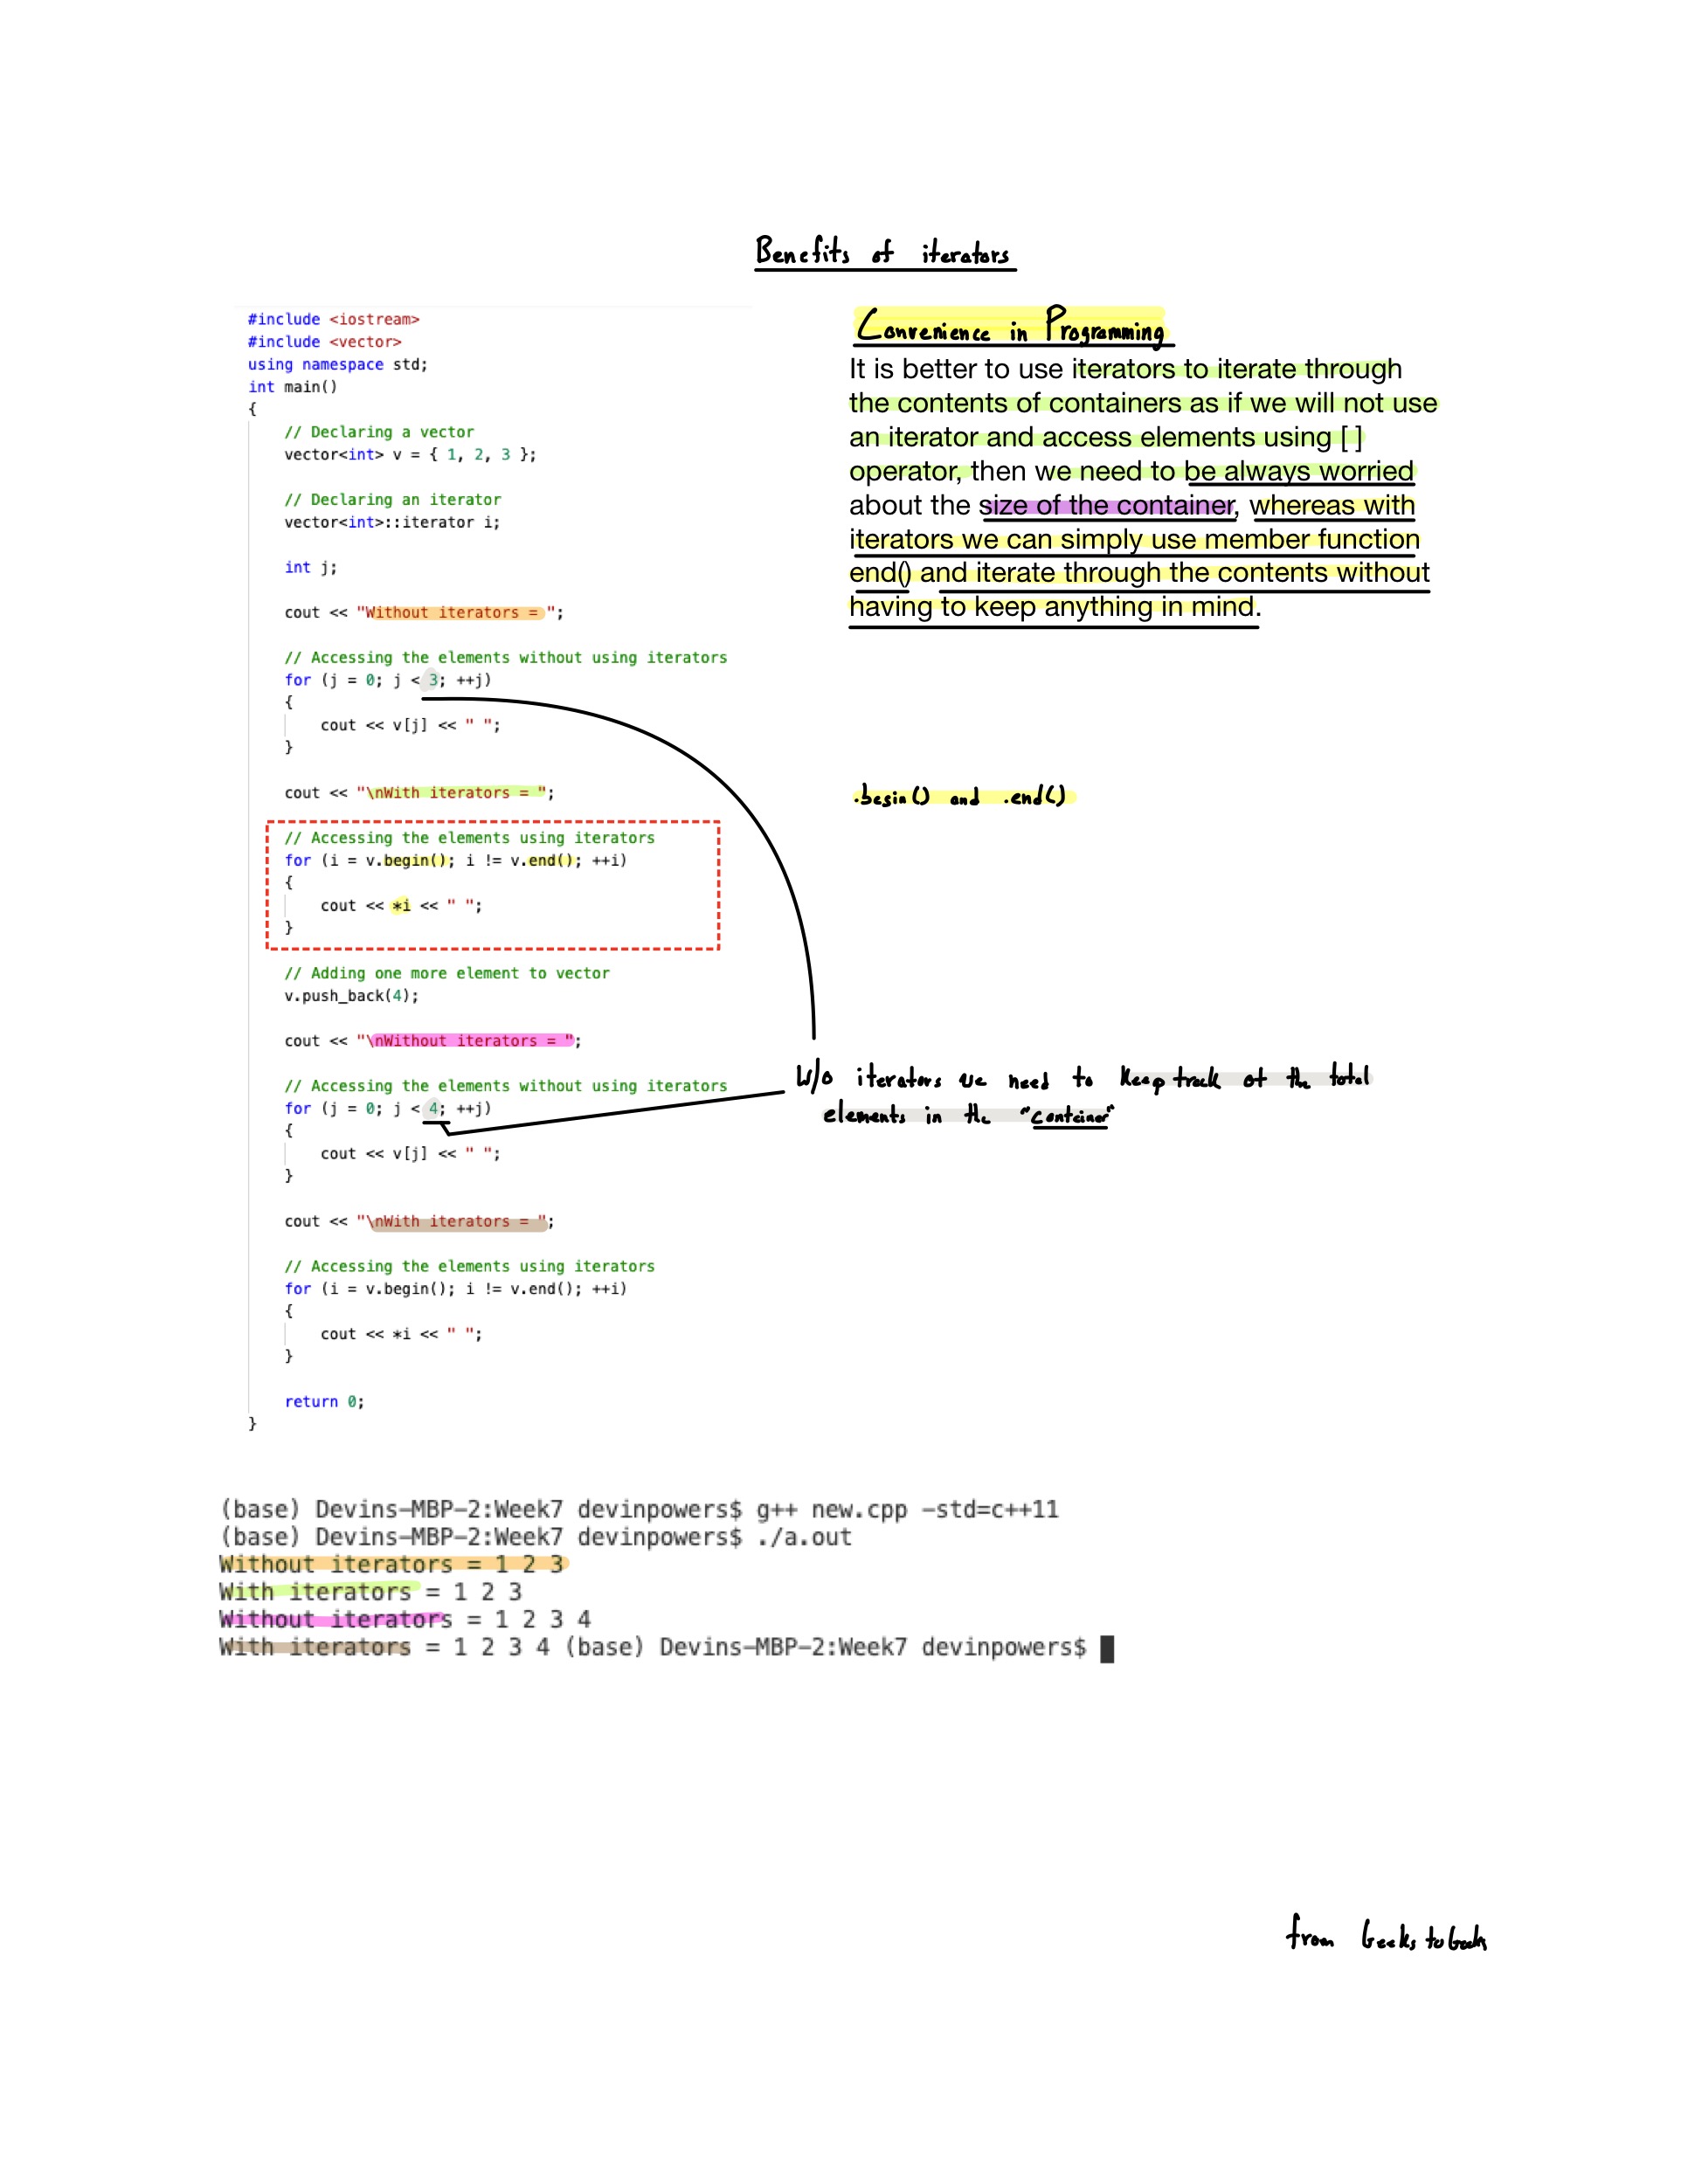 Benefits of iterators
#include <iostream>
#include <vector>
using namespace std;
int main()
{
// Declaring a vector
vector<int> v = { 1, 2, 3 };
// Declaring an iterator
vector<int>::iterator i;
int j;
cout << "Without iterators = ";
// Accessing the elements without using iterators
for (j = 0; j < 3; ++j)
{
cout << v[j] << " ";
}
cout << "\nWith iterators = ";
// Accessing the elements using iterators
for (i = v.begin(); i != v.end(); ++i)
{
cout << *i << " ";
}
// Adding one more element to vector
v.push_back(4);
cout << "\nWithout iterators = ";
// Accessing the elements without using iterators
for (j = 0; j < 4; ++j)
{
cout << v[j] << " ";
}
cout << "\nWith iterators = ";
// Accessing the elements using iterators
for (i = v.begin(); i != v.end(); ++i)
{
cout << *i << " ";
}
return 0;
}
Convenience in Programming
It is better to use iterators to iterate through
the contents of containers as if we will not use
an iterator and access elements using [ ]
operator, then we need to be always worried
about the size of the container, whereas with
iterators we can simply use member function
end() and iterate through the contents without
having to keep anything in mind.
.begin() and .end()
W/o iterators we need to keep track of the total
elements in the "container"
(base) Devins-MBP-2:Week7 devinpowers$ g++ new.cpp -std=c++11
(base) Devins-MBP-2:Week7 devinpowers$ ./a.out
Without iterators = 1 2 3
With iterators = 1 2 3
Without iterators = 1 2 3 4
With iterators = 1 2 3 4 (base) Devins-MBP-2:Week7 devinpowers$
from Geeks to Geeks